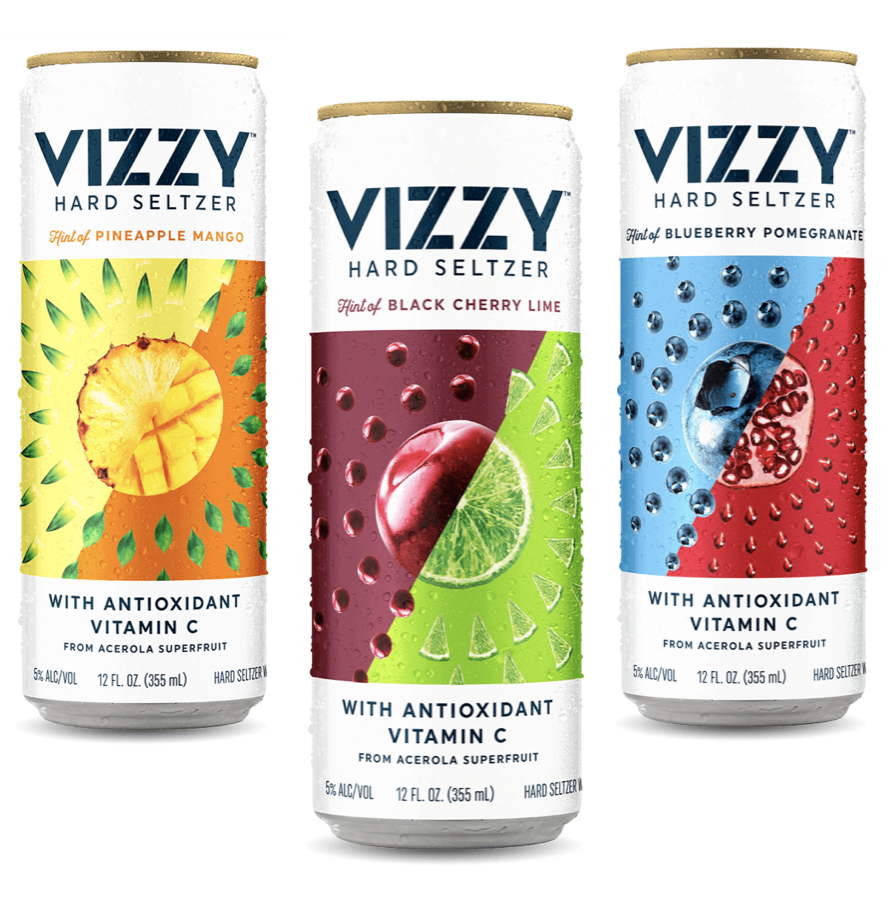 VIZZY™
HARD SELTZER
Hint of PINEAPPLE MANGO
WITH ANTIOXIDANT
VITAMIN C
FROM ACEROLA SUPERFRUIT
5% ALC/VOL 12 FL. OZ. (355 mL) HARD SELTZER W
VIZZY™
HARD SELTZER
Hint of BLACK CHERRY LIME
WITH ANTIOXIDANT
VITAMIN C
FROM ACEROLA SUPERFRUIT
5% ALC/VOL 12 FL. OZ. (355 mL) HARD SELTZER W
VIZZY™
HARD SELTZER
Hint of BLUEBERRY POMEGRANATE
WITH ANTIOXIDANT
VITAMIN C
FROM ACEROLA SUPERFRUIT
5% ALC/VOL 12 FL. OZ. (355 mL) HARD SELTZER W